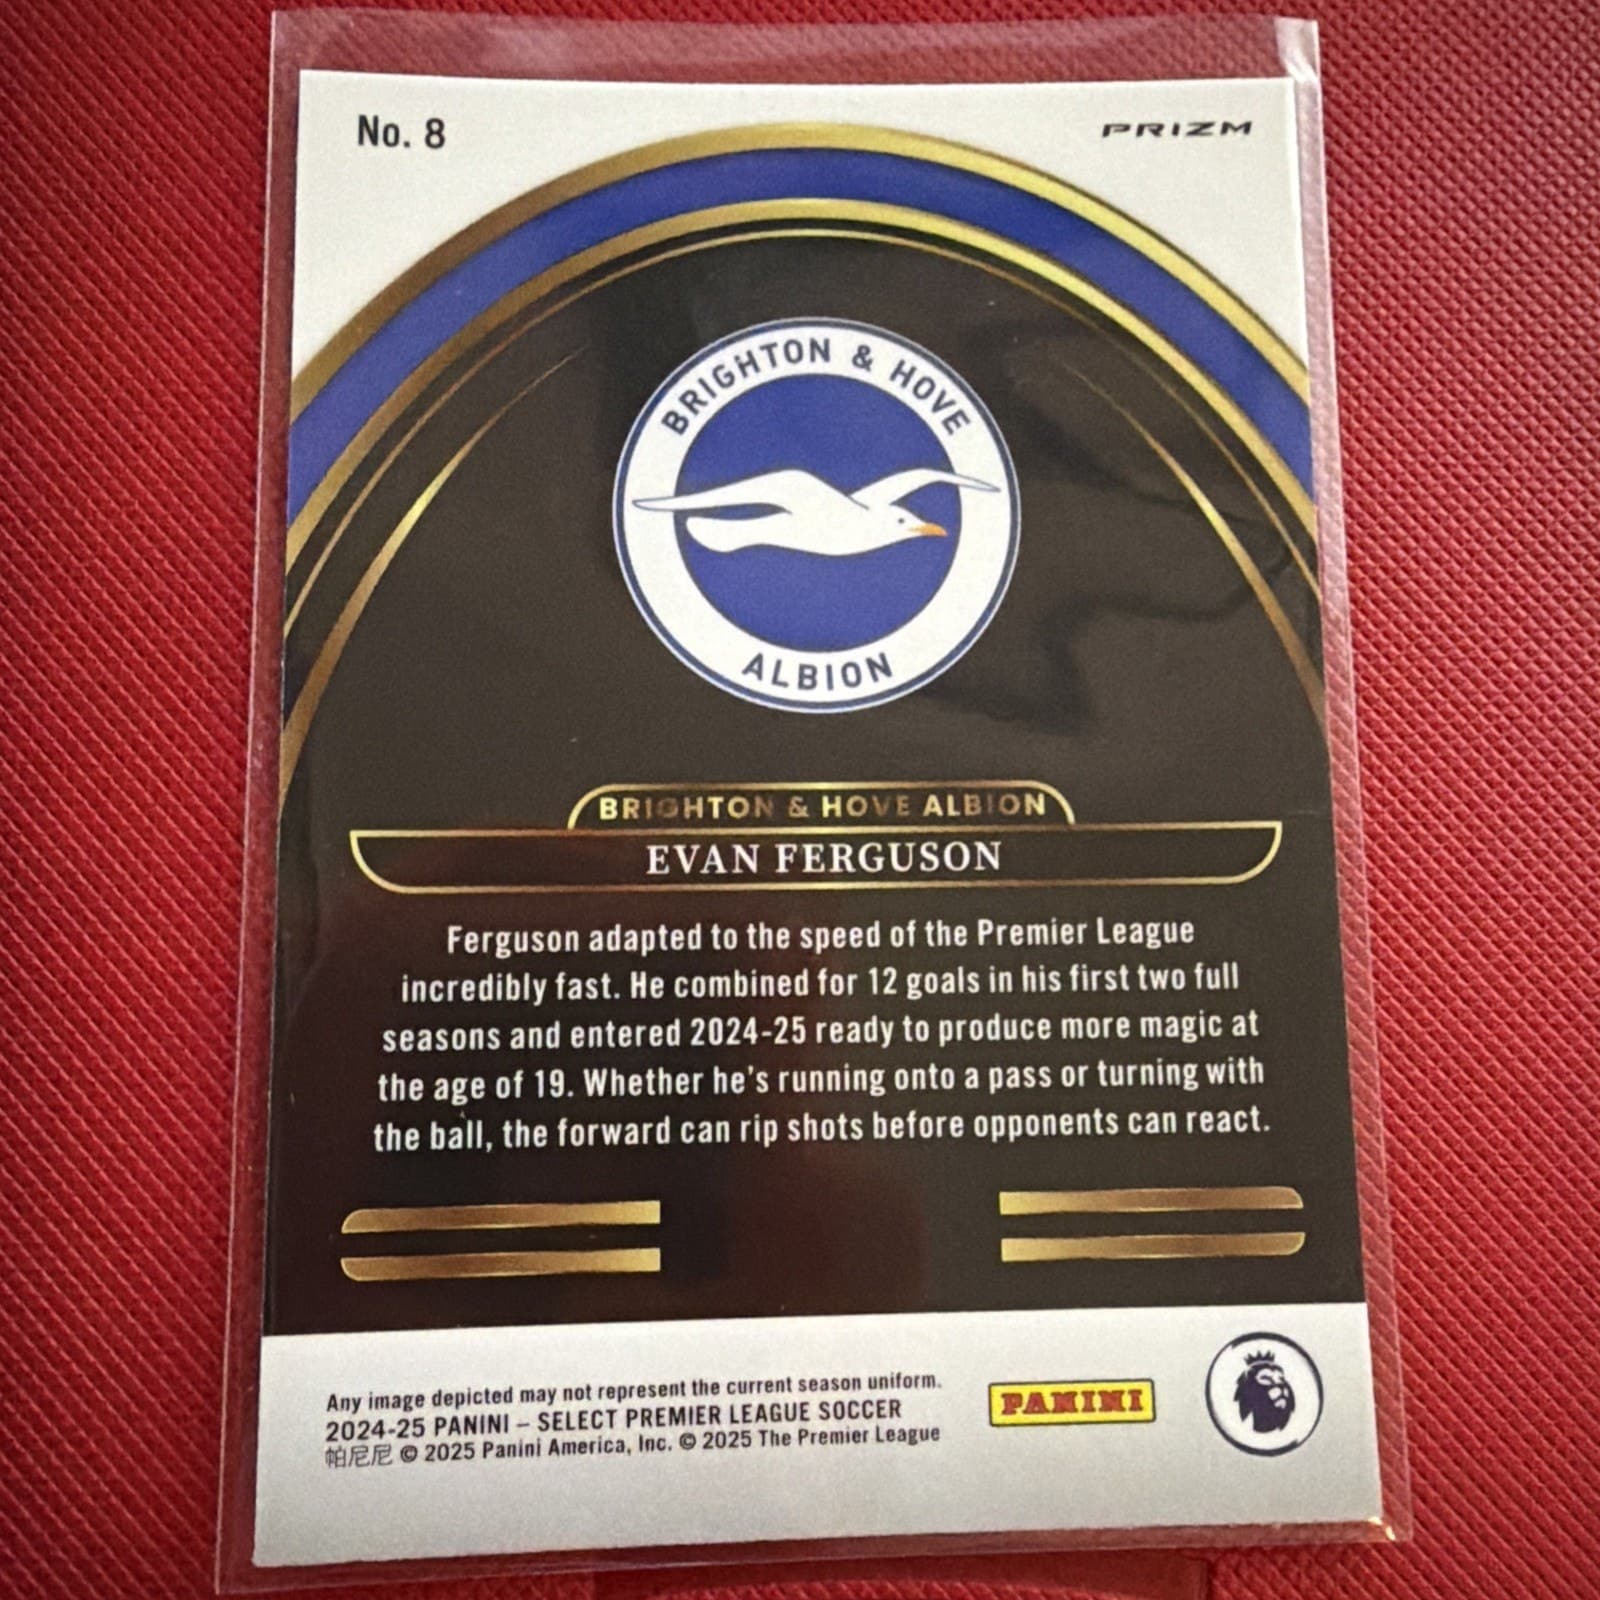 No. 8
PRIZM
BRIGHTON & HOVE
ALBION
BRIGHTON & HOVE ALBION
EVAN FERGUSON
Ferguson adapted to the speed of the Premier League
incredibly fast. He combined for 12 goals in his first two full
seasons and entered 2024-25 ready to produce more magic at
the age of 19. Whether he's running onto a pass or turning with
the ball, the forward can rip shots before opponents can react.
Any image depicted may not represent the current season uniform.
2024-25 PANINI – SELECT PREMIER LEAGUE SOCCER
帕尼尼 © 2025 Panini America, Inc. © 2025 The Premier League
PANINI